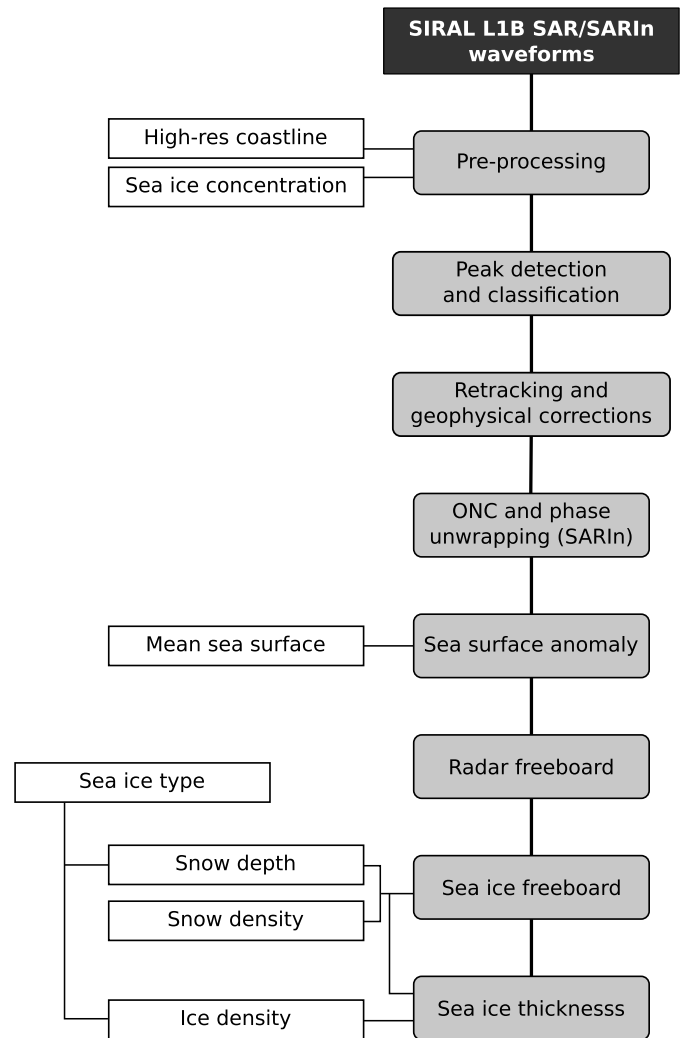 SIRAL L1B SAR/SARIn
waveforms
High-res coastline
Sea ice concentration
Pre-processing
Peak detection
and classification
Retracking and
geophysical corrections
ONC and phase
unwrapping (SARIn)
Mean sea surface
Sea surface anomaly
Radar freeboard
Sea ice type
Snow depth
Snow density
Sea ice freeboard
Ice density
Sea ice thicknesss